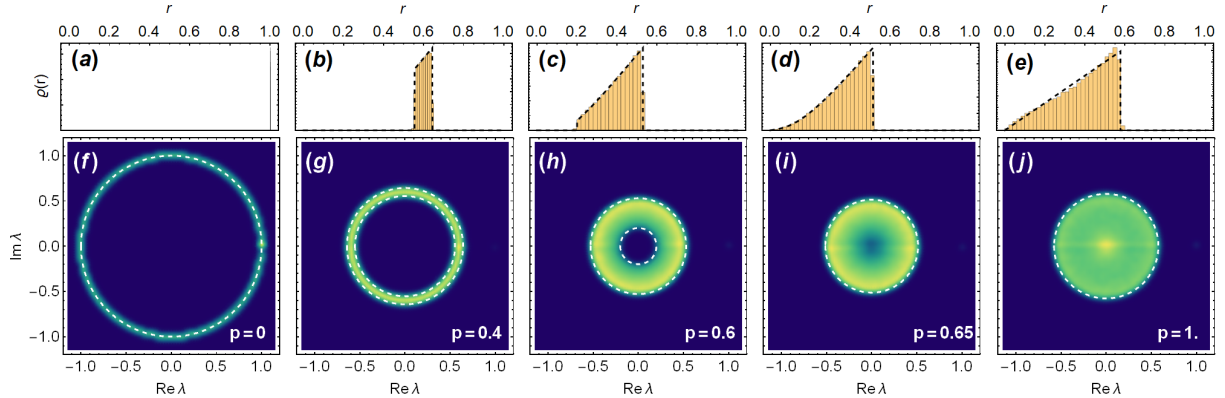 r r r r r
0.0 0.2 0.4 0.6 0.8 1.0 0.0 0.2 0.4 0.6 0.8 1.0 0.0 0.2 0.4 0.6 0.8 1.0 0.0 0.2 0.4 0.6 0.8 1.0 0.0 0.2 0.4 0.6 0.8 1.0
ϱ(r) (a) (b) (c) (d) (e)
1.0 (f) (g) (h) (i) (j)
0.5
Im λ 0.0
-0.5
-1.0 p=0 p=0.4 p=0.6 p=0.65 p=1.
-1.0 -0.5 0.0 0.5 1.0 -1.0 -0.5 0.0 0.5 1.0 -1.0 -0.5 0.0 0.5 1.0 -1.0 -0.5 0.0 0.5 1.0 -1.0 -0.5 0.0 0.5 1.0
Re λ Re λ Re λ Re λ Re λ